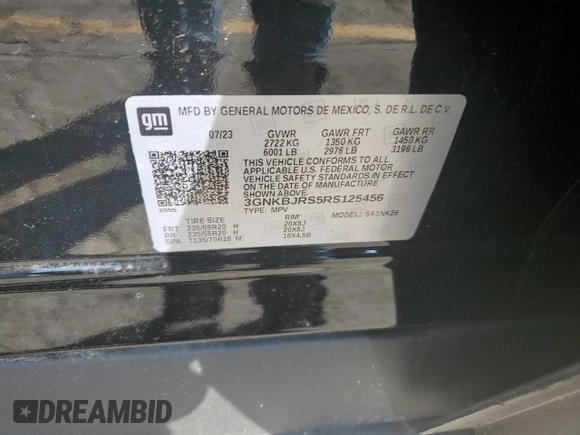 gm
MFD BY GENERAL MOTORS DE MEXICO, S. DE R.L. DE C.V.
07/23 GVWR GAWR FRT GAWR RR
2722 KG 1350 KG 1450 KG
6001 LB 2976 LB 3196 LB
THIS VEHICLE CONFORMS TO ALL
APPLICABLE U.S. FEDERAL MOTOR
VEHICLE SAFETY STANDARDS IN
EFFECT ON THE DATE OF MANUFACTURE
SHOWN ABOVE.
3GNKBJRS5RS125456
TYPE: MPV MODEL:
TIRE SIZE RIM
FRT 235/55R20 H 20X8J
RR 235/55R20 H 20X8J
SPA T135/70R18 M 18X4.5B
DREAMBID